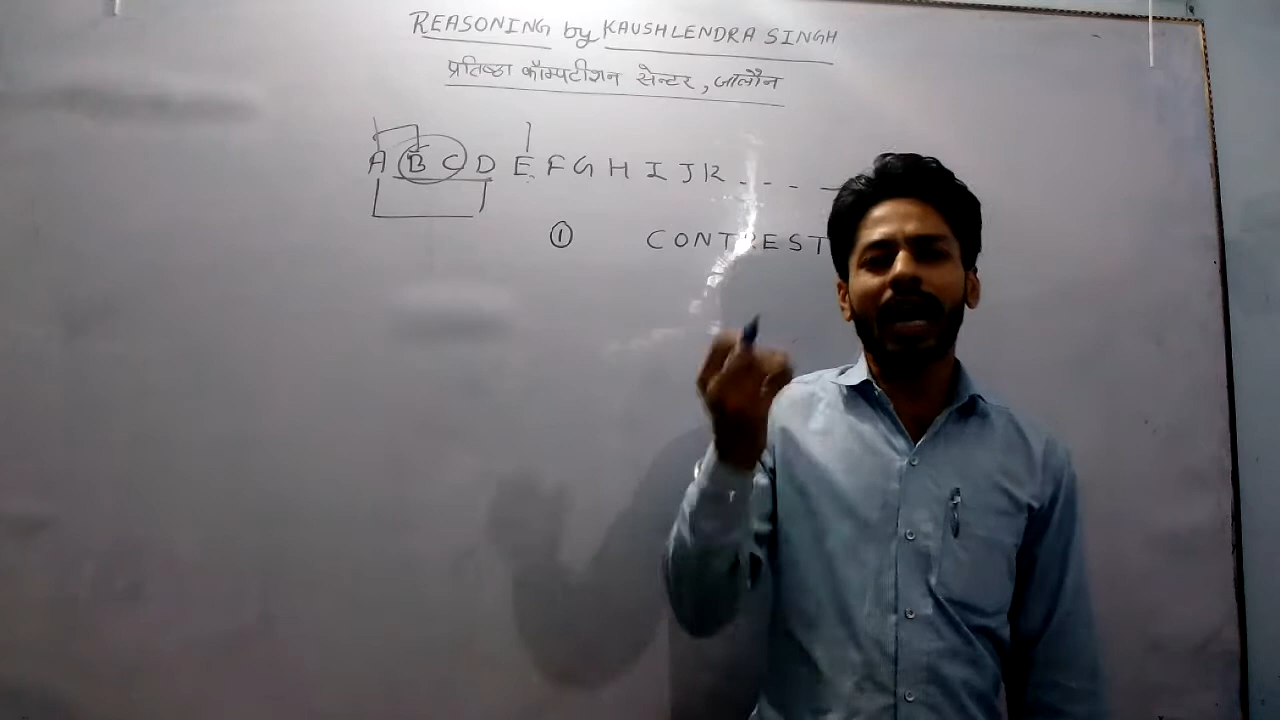 REASONING by KAUSHLENDRA SINGH
प्रतिष्ठा कॉम्पटीशन सेन्टर, जालौन
A B C D E F G H I J K - - - -
① CONTREST